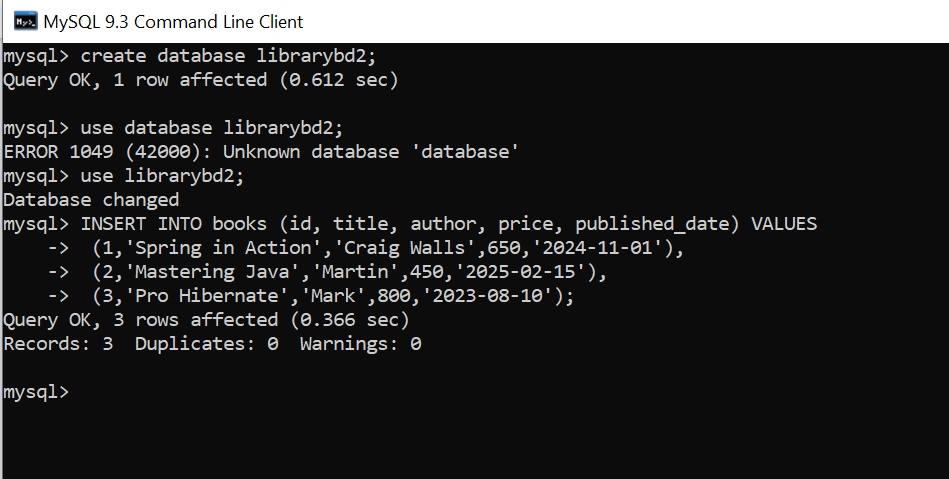 MySQL 9.3 Command Line Client
mysql> create database librarybd2;
Query OK, 1 row affected (0.612 sec)
mysql> use database librarybd2;
ERROR 1049 (42000): Unknown database 'database'
mysql> use librarybd2;
Database changed
mysql> INSERT INTO books (id, title, author, price, published_date) VALUES
    ->  (1,'Spring in Action','Craig Walls',650,'2024-11-01'),
    ->  (2,'Mastering Java','Martin',450,'2025-02-15'),
    ->  (3,'Pro Hibernate','Mark',800,'2023-08-10');
Query OK, 3 rows affected (0.366 sec)
Records: 3  Duplicates: 0  Warnings: 0
mysql>